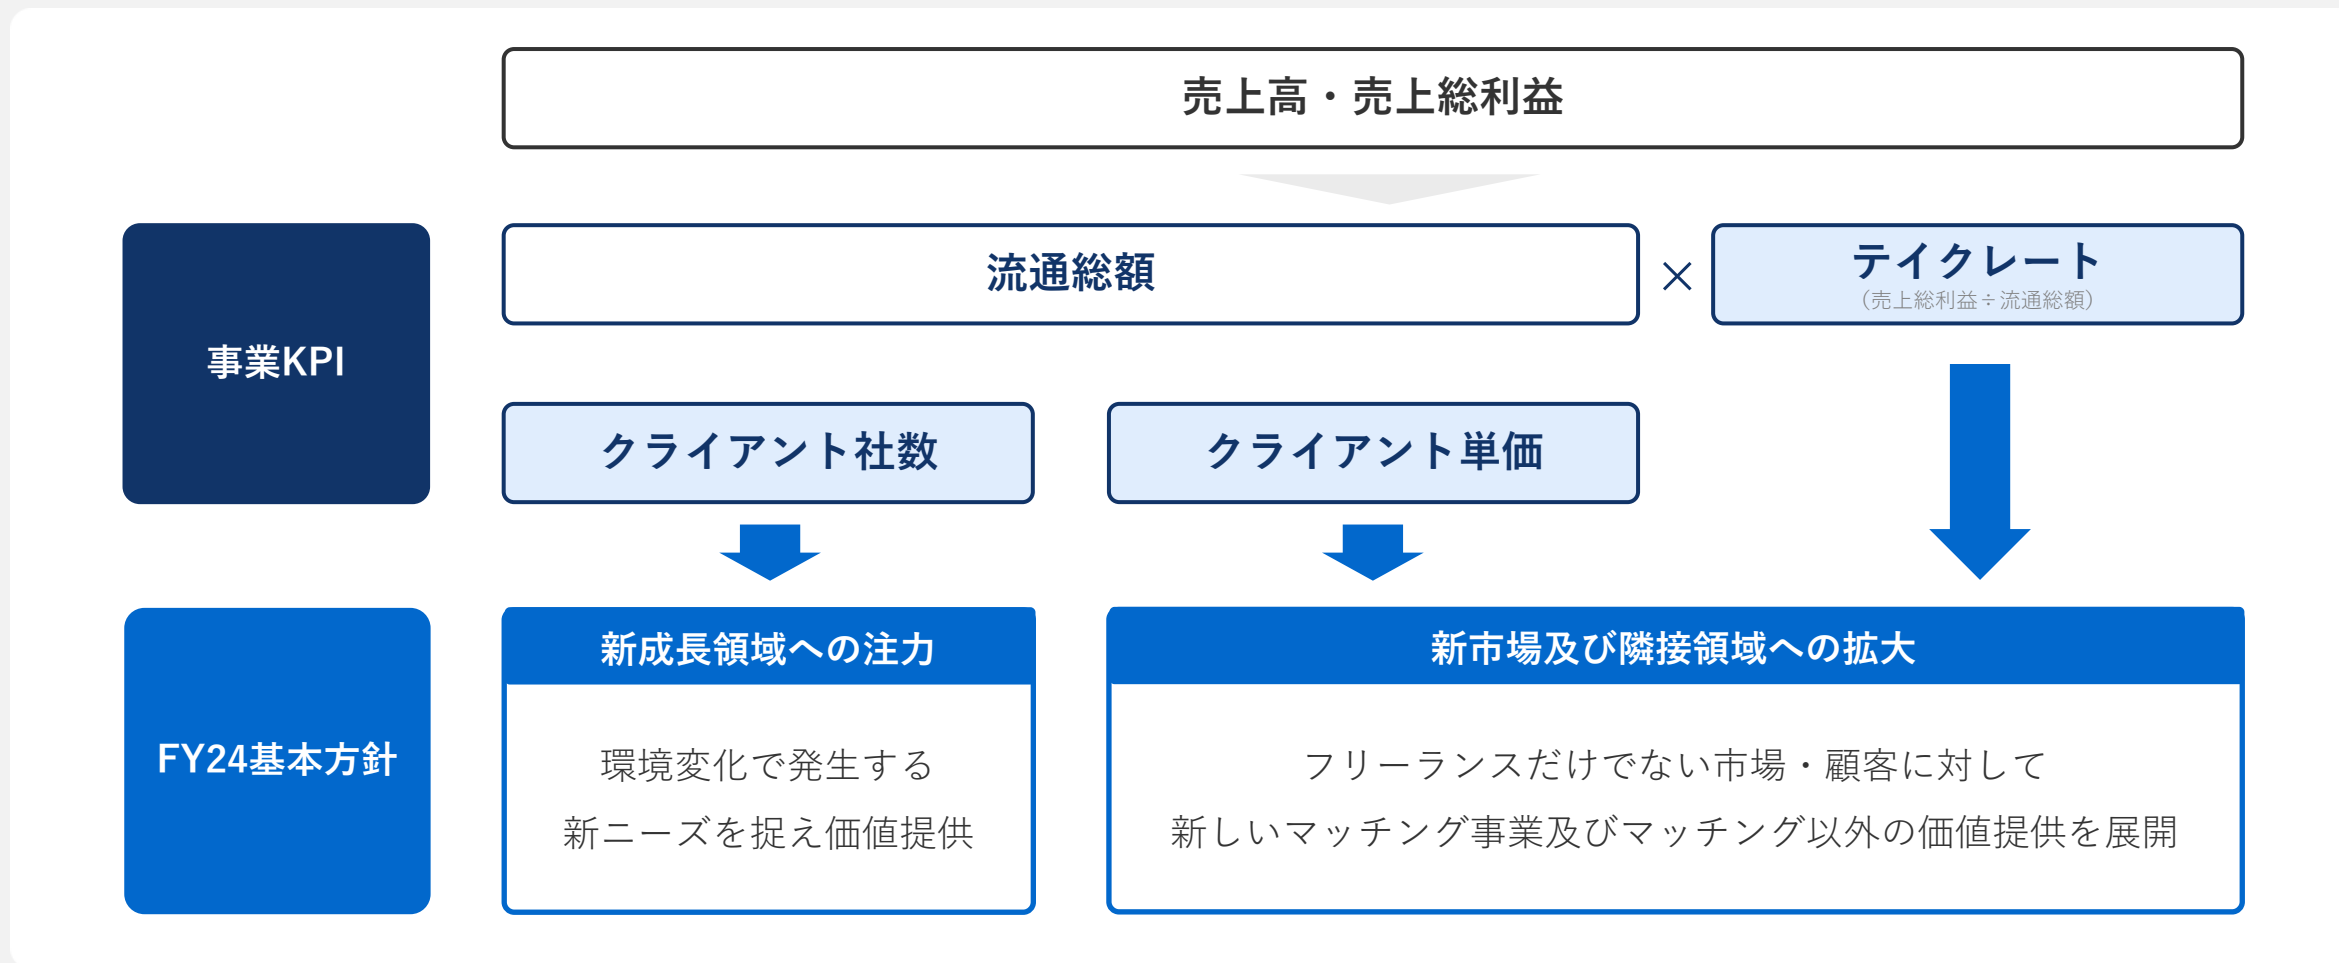 売上高・売上総利益
事業KPI
流通総額
×
テイクレート
（売上総利益÷流通総額）
クライアント社数
クライアント単価
FY24基本方針
新成長領域への注力
環境変化で発生する
新ニーズを捉え価値提供
新市場及び隣接領域への拡大
フリーランスだけでない市場・顧客に対して
新しいマッチング事業及びマッチング以外の価値提供を展開